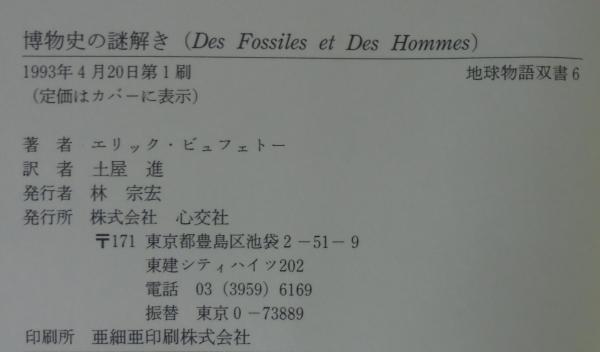 博物史の謎解き (Des Fossiles et Des Hommes)
1993年4月20日第1刷 地球物語双書6
(定価はカバーに表示)
著 者 エリック・ビュフェトー
訳 者 土屋 進
発行者 林 宗宏
発行所 株式会社 心交社
〒171 東京都豊島区池袋2-51-9
東建シティハイツ202
電話 03 (3959) 6169
振替 東京0-73889
印刷所 亜細亜印刷株式会社